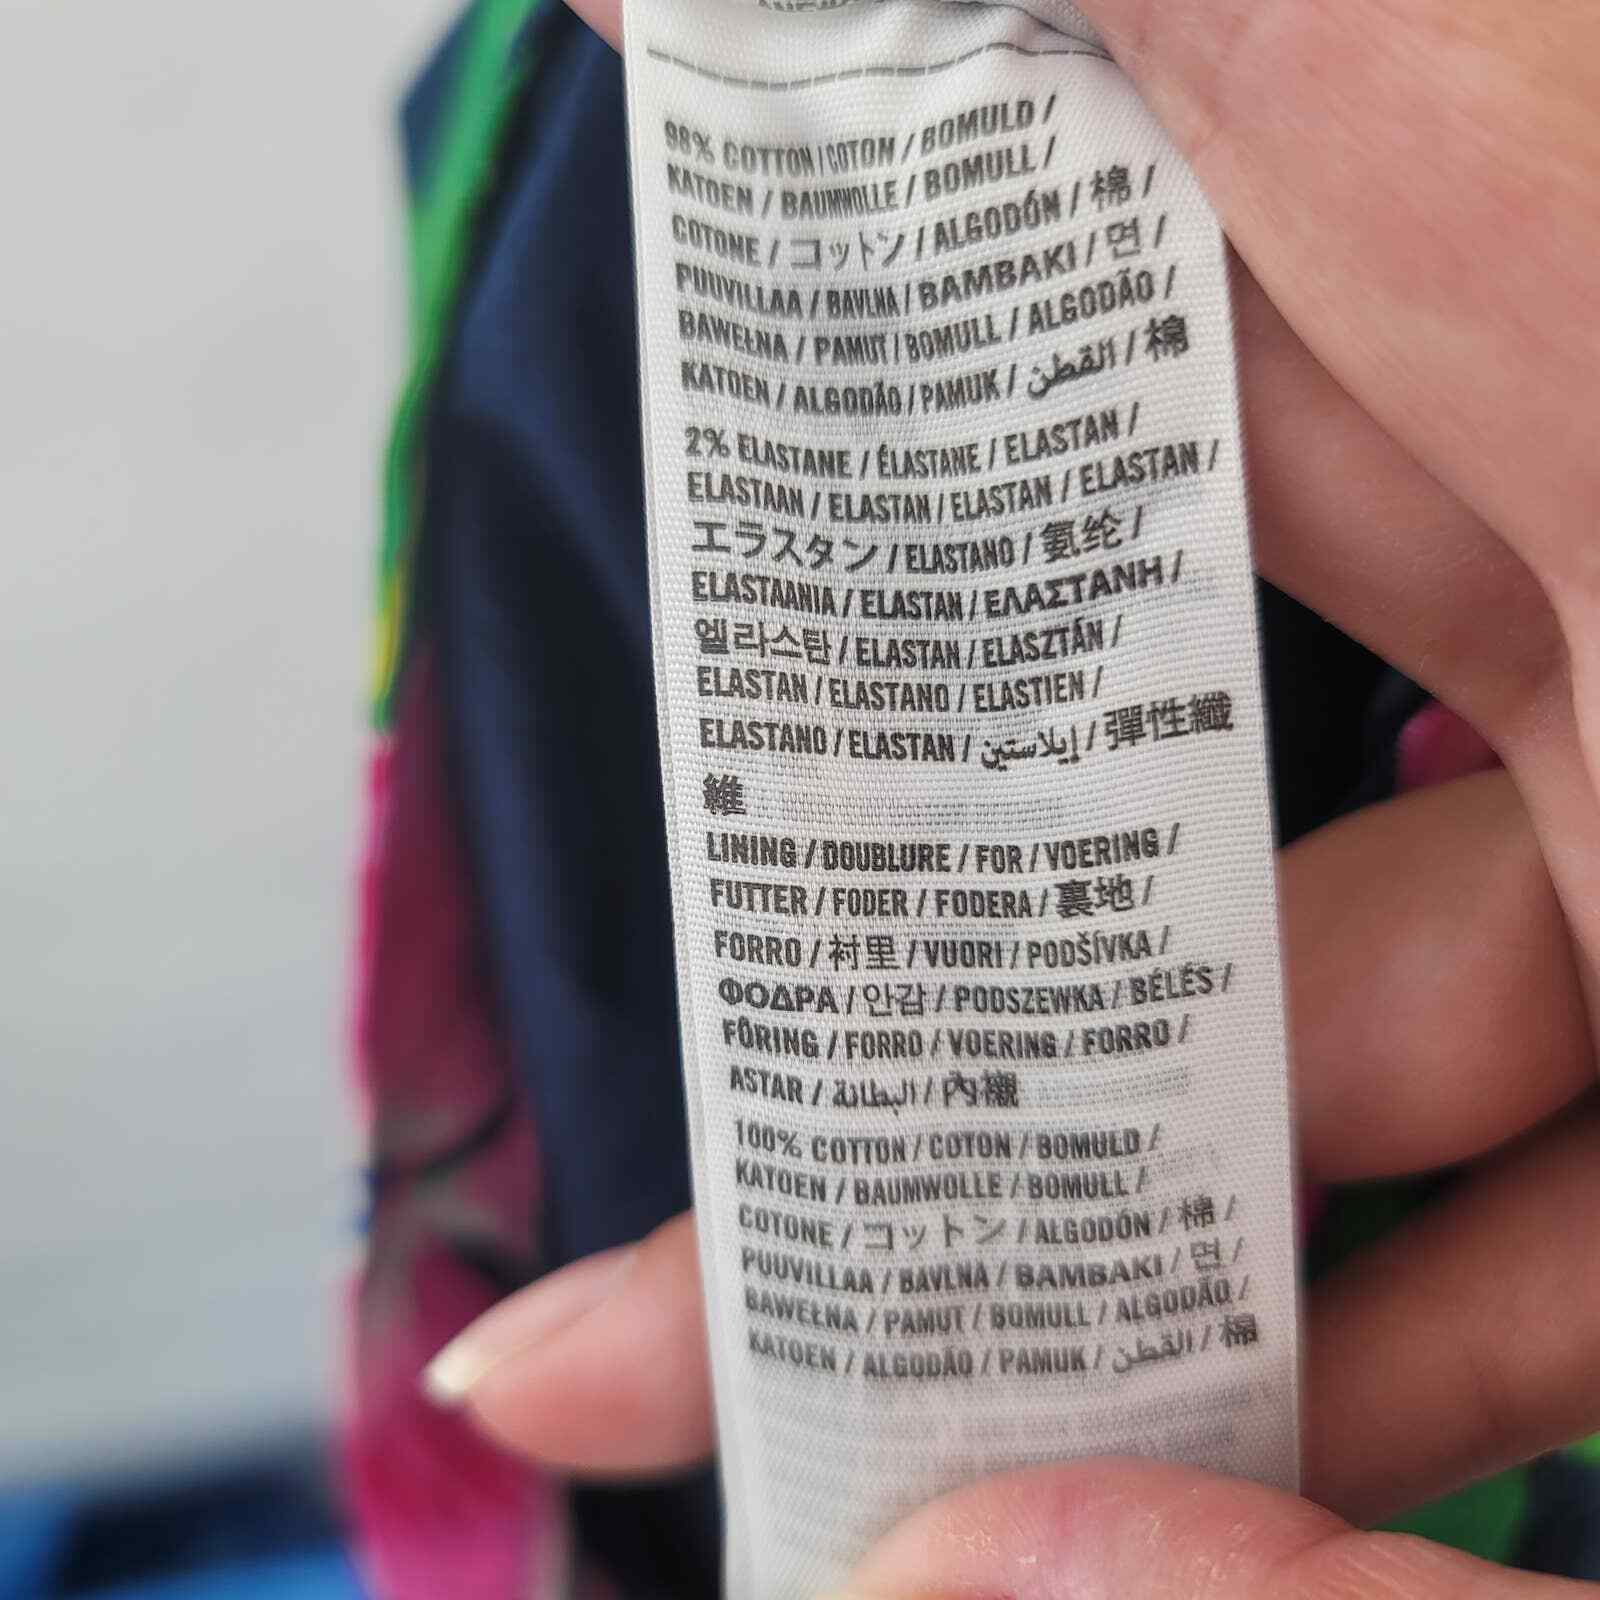 98% COTTON / COTON / BOMULD /
KATOEN / BAUMWOLLE / BOMULL /
COTONE / コットン / ALGODÓN / 棉 /
PUUVILLAA / BAVLNA / BAMBAKI / 면 /
BAWEŁNA / PAMUT / BOMULL / ALGODÃO /
KATOEN / ALGODÃO / PAMUK / القطن / 棉
2% ELASTANE / ÉLASTANE / ELASTAN /
ELASTAAN / ELASTAN / ELASTAN / ELASTAN /
エラスタン / ELASTANO / 氨纶 /
ELASTAANIA / ELASTAN / ΕΛΑΣΤΑΝΗ /
엘라스탄 / ELASTAN / ELASZTÁN /
ELASTAN / ELASTANO / ELASTIEN /
ELASTANO / ELASTAN / إيلاستين / 彈性纖
維
LINING / DOUBLURE / FOR / VOERING /
FUTTER / FODER / FODERA / 裏地 /
FORRO / 衬里 / VUORI / PODŠÍVKA /
ΦΟΔΡΑ / 안감 / PODSZEWKA / BÉLÉS /
FÔRING / FORRO / VOERING / FORRO /
ASTAR / البطانة / 內襯
100% COTTON / COTON / BOMULD /
KATOEN / BAUMWOLLE / BOMULL /
COTONE / コットン / ALGODÓN / 棉 /
PUUVILLAA / BAVLNA / BAMBAKI / 면 /
BAWEŁNA / PAMUT / BOMULL / ALGODÃO /
KATOEN / ALGODÃO / PAMUK / القطن / 棉